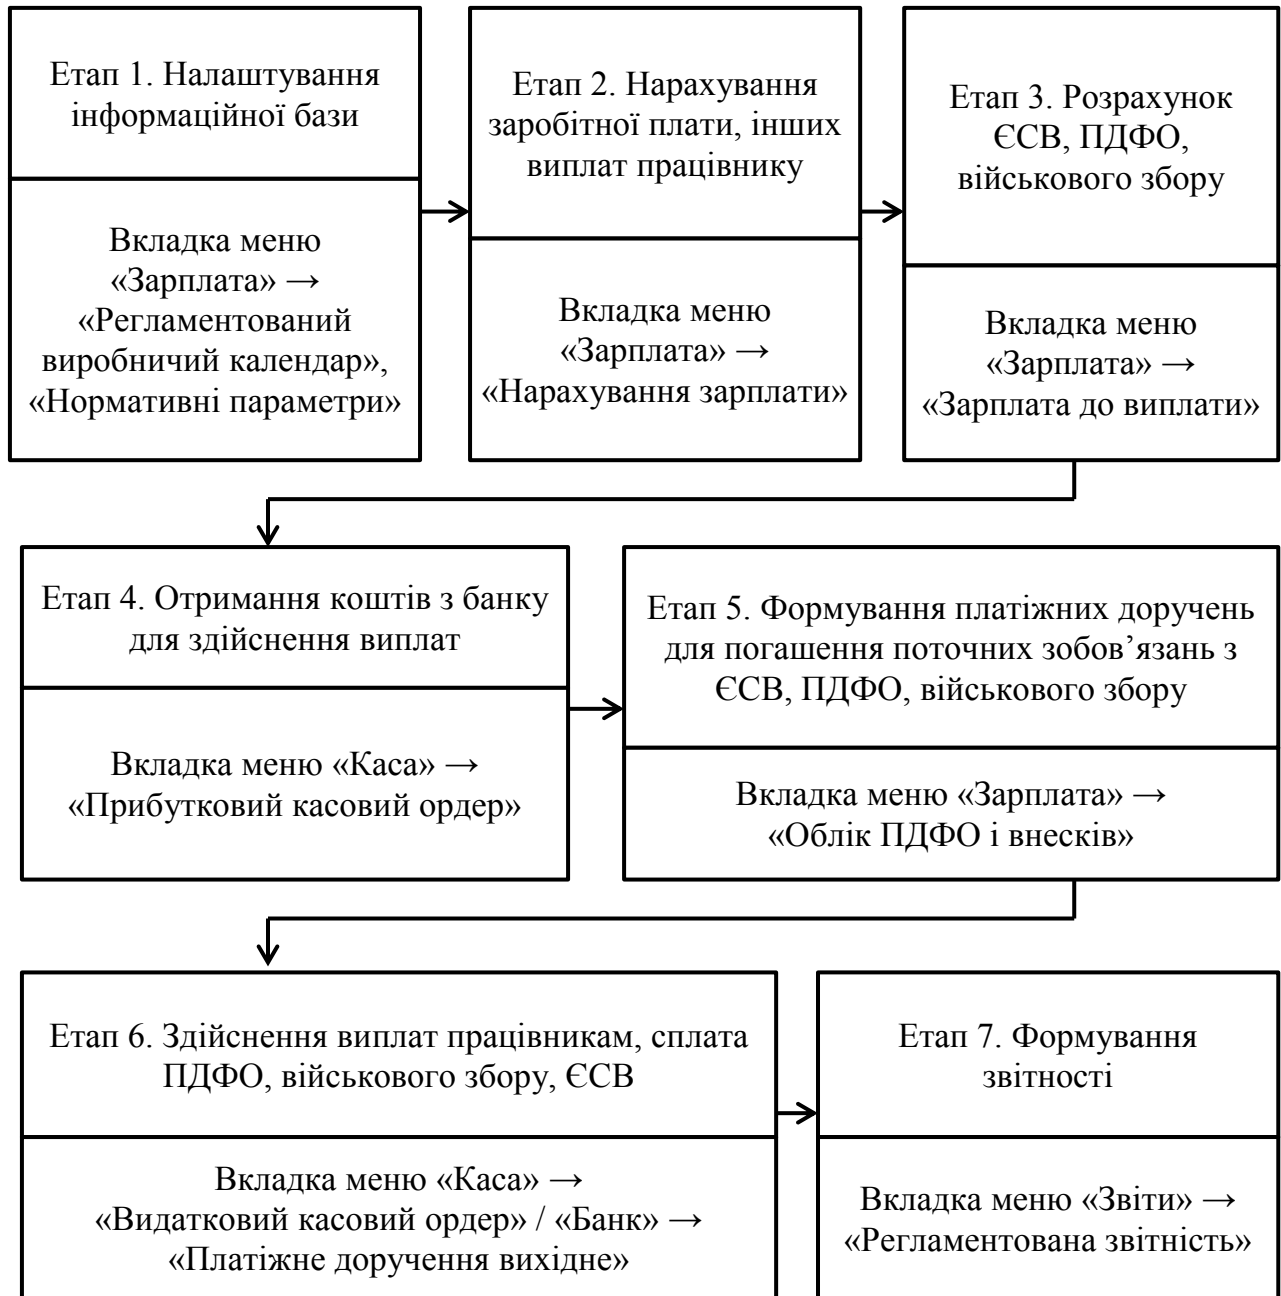 Етап 1. Налаштування
інформаційної бази
Вкладка меню
«Зарплата» →
«Регламентований
виробничий календар»,
«Нормативні параметри»
Етап 2. Нарахування
заробітної плати, інших
виплат працівнику
Вкладка меню
«Зарплата» →
«Нарахування зарплати»
Етап 3. Розрахунок
ЄСВ, ПДФО,
військового збору
Вкладка меню
«Зарплата» →
«Зарплата до виплати»
Етап 4. Отримання коштів з банку
для здійснення виплат
Вкладка меню «Каса» →
«Прибутковий касовий ордер»
Етап 5. Формування платіжних доручень
для погашення поточних зобов’язань з
ЄСВ, ПДФО, військового збору
Вкладка меню «Зарплата» →
«Облік ПДФО і внесків»
Етап 6. Здійснення виплат працівникам, сплата
ПДФО, військового збору, ЄСВ
Вкладка меню «Каса» →
«Видатковий касовий ордер» / «Банк» →
«Платіжне доручення вихідне»
Етап 7. Формування
звітності
Вкладка меню «Звіти» →
«Регламентована звітність»